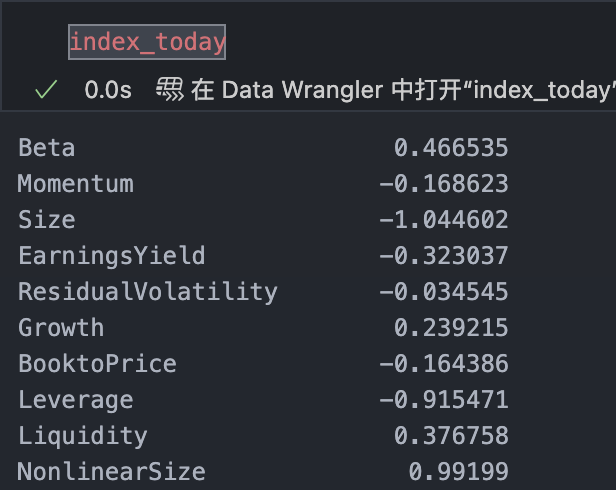 index_today
0.0s 在 Data Wrangler 中打开“index_today”
Beta 0.466535
Momentum -0.168623
Size -1.044602
EarningsYield -0.323037
ResidualVolatility -0.034545
Growth 0.239215
BooktoPrice -0.164386
Leverage -0.915471
Liquidity 0.376758
NonlinearSize 0.99199